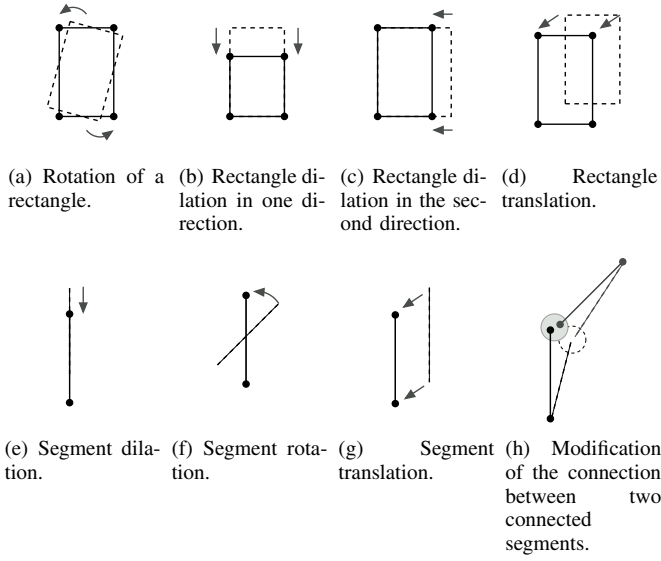 (a) Rotation of a
rectangle.
(b) Rectangle di-
lation in one di-
rection.
(c) Rectangle di-
lation in the sec-
ond direction.
(d) Rectangle
translation.
(e) Segment dila-
tion.
(f) Segment rota-
tion.
(g) Segment
translation.
(h) Modification
of the connection
between two
connected
segments.